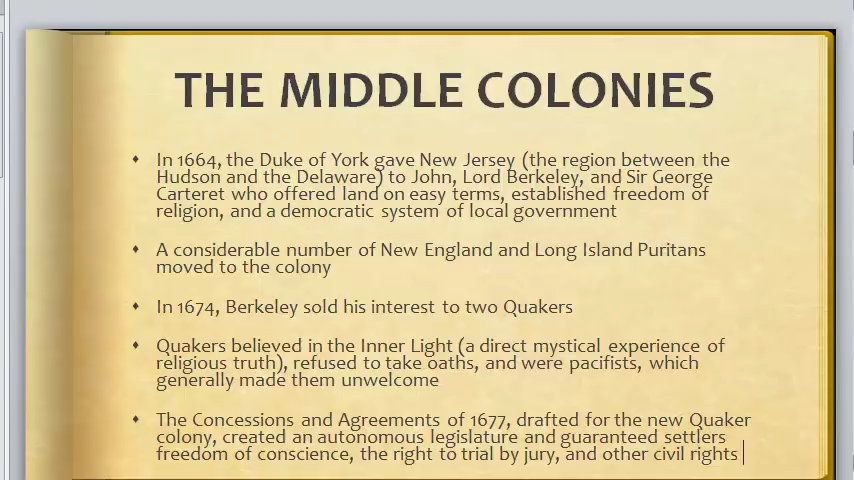 THE MIDDLE COLONIES
♦ In 1664, the Duke of York gave New Jersey (the region between the
Hudson and the Delaware) to John, Lord Berkeley, and Sir George
Carteret who offered land on easy terms, established freedom of
religion, and a democratic system of local government
♦ A considerable number of New England and Long Island Puritans
moved to the colony
♦ In 1674, Berkeley sold his interest to two Quakers
♦ Quakers believed in the Inner Light (a direct mystical experience of
religious truth), refused to take oaths, and were pacifists, which
generally made them unwelcome
♦ The Concessions and Agreements of 1677, drafted for the new Quaker
colony, created an autonomous legislature and guaranteed settlers
freedom of conscience, the right to trial by jury, and other civil rights